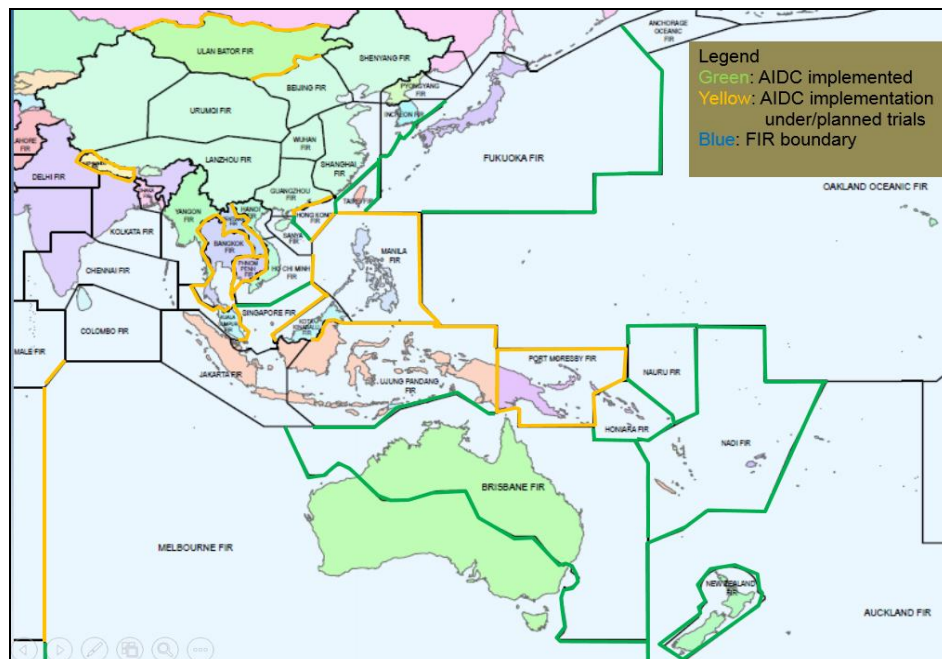 ANCHORAGE
OCEANIC FIR
ULAN BATOR FIR
SHENYANG FIR
Legend
Green: AIDC implemented
Yellow: AIDC implementation
under/planned trials
Blue: FIR boundary
BEIJING FIR
PYONGYANG
FIR
URUMQI FIR
INCHEON FIR
WUHAN
FIR
LAHORE
FIR
LANZHOU FIR
SHANGHAI
FIR
FUKUOKA FIR
DELHI FIR
OAKLAND OCEANIC FIR
GUANGZHOU
FIR
TAIPEI FIR
YANGON
FIR
HANOI
FIR
HONG KONG
FIR
KOLKATA FIR
SANYA
FIR
BANGKOK
FIR
MANILA
FIR
PHNOM
PENH
FIR
HO CHI MINH
FIR
CHENNAI FIR
SINGAPORE FIR
COLOMBO FIR
KOTA
KINABALU
FIR
MALE FIR
PORT MORESBY FIR
NAURU FIR
JAKARTA FIR
UJUNG PANDANG
FIR
HONIARA FIR
NADI FIR
BRISBANE FIR
MELBOURNE FIR
NEW ZEALAND
FIR
AUCKLAND FIR